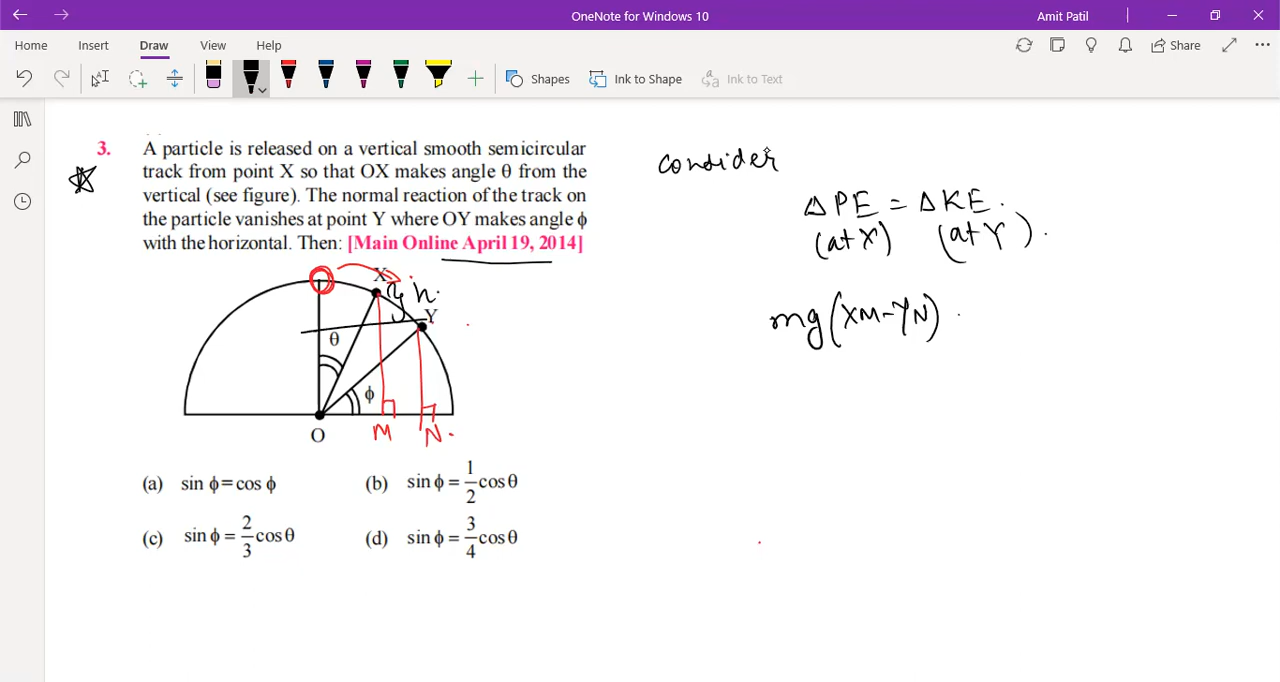 OneNote for Windows 10
Amit Patil
Home Insert Draw View Help
Share
Shapes Ink to Shape Ink to Text
3. A particle is released on a vertical smooth semicircular
track from point X so that OX makes angle θ from the
vertical (see figure). The normal reaction of the track on
the particle vanishes at point Y where OY makes angle ϕ
with the horizontal. Then: [Main Online April 19, 2014]
X
h
Y
θ
ϕ
O
M
N
(a) sin ϕ = cos ϕ (b) sin ϕ = 1/2 cos θ
(c) sin ϕ = 2/3 cos θ (d) sin ϕ = 3/4 cos θ
consider
ΔPE = ΔKE.
(at X) (at Y).
mg(XM-YN)